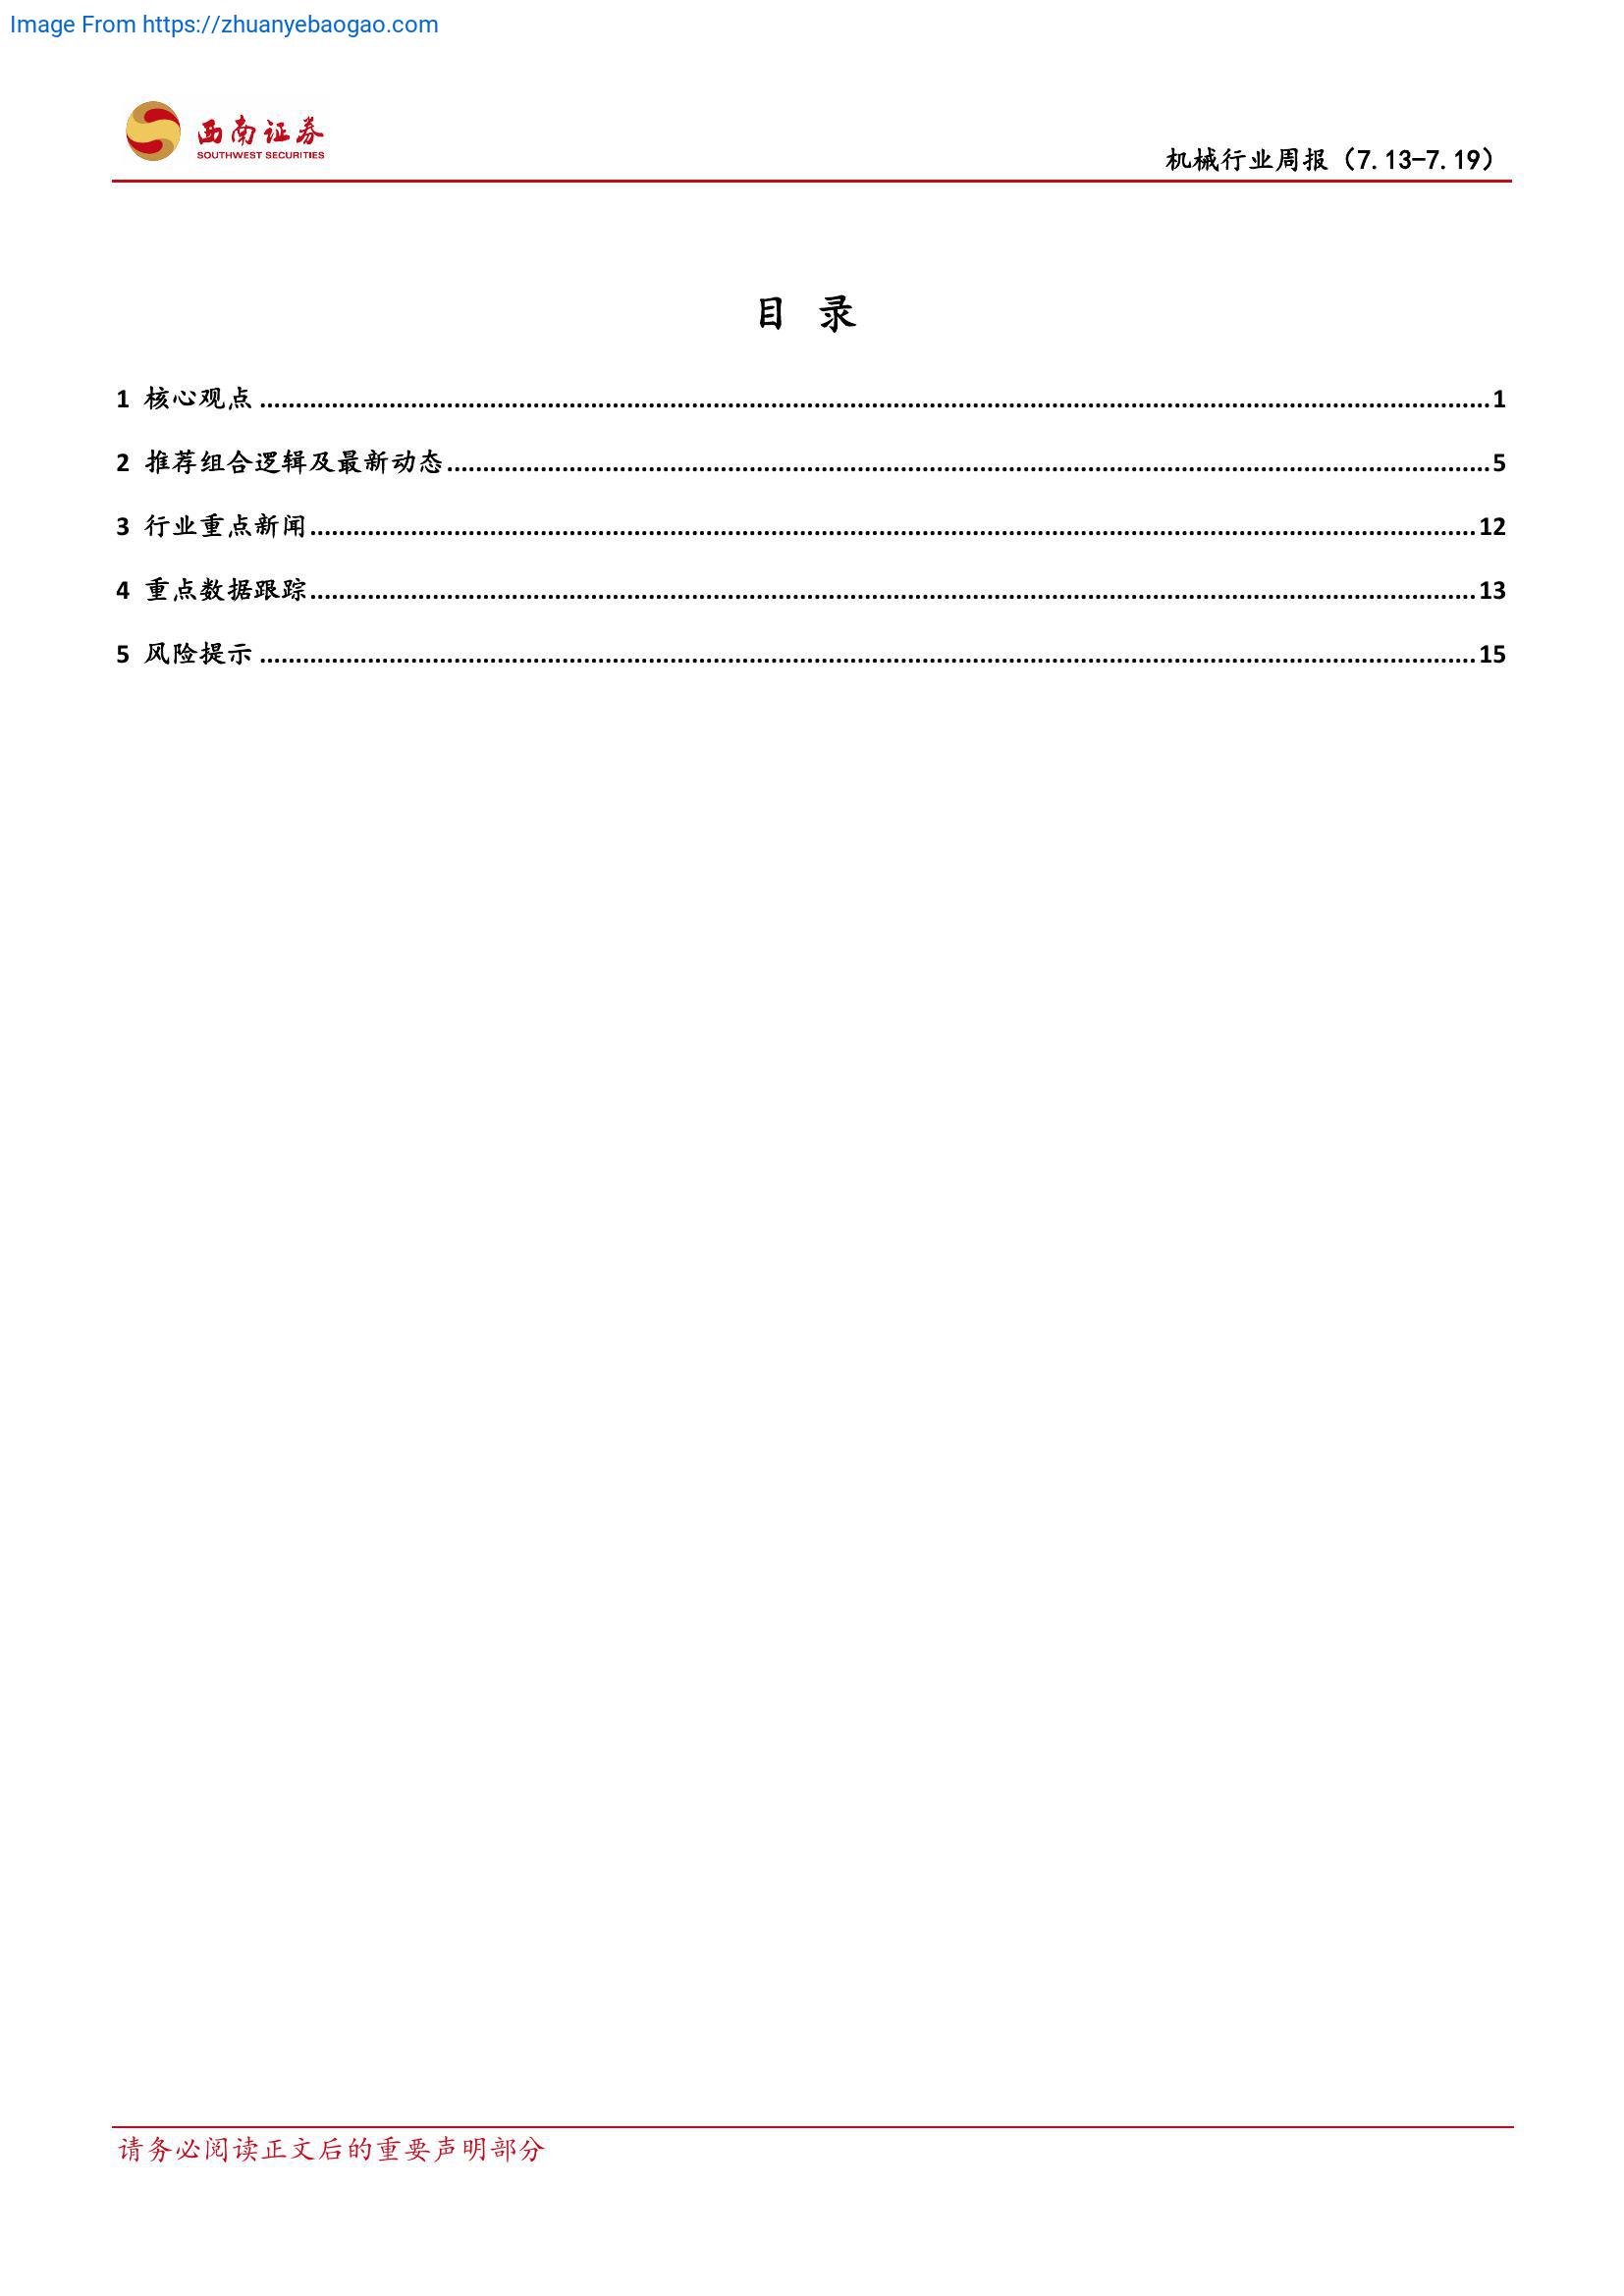 Image From https://zhuanyebaogao.com
西南证券
SOUTHWEST SECURITIES
机械行业周报（7.13-7.19）
目 录
1 核心观点 ........ 1
2 推荐组合逻辑及最新动态 ........ 5
3 行业重点新闻 ........ 12
4 重点数据跟踪 ........ 13
5 风险提示 ........ 15
请务必阅读正文后的重要声明部分